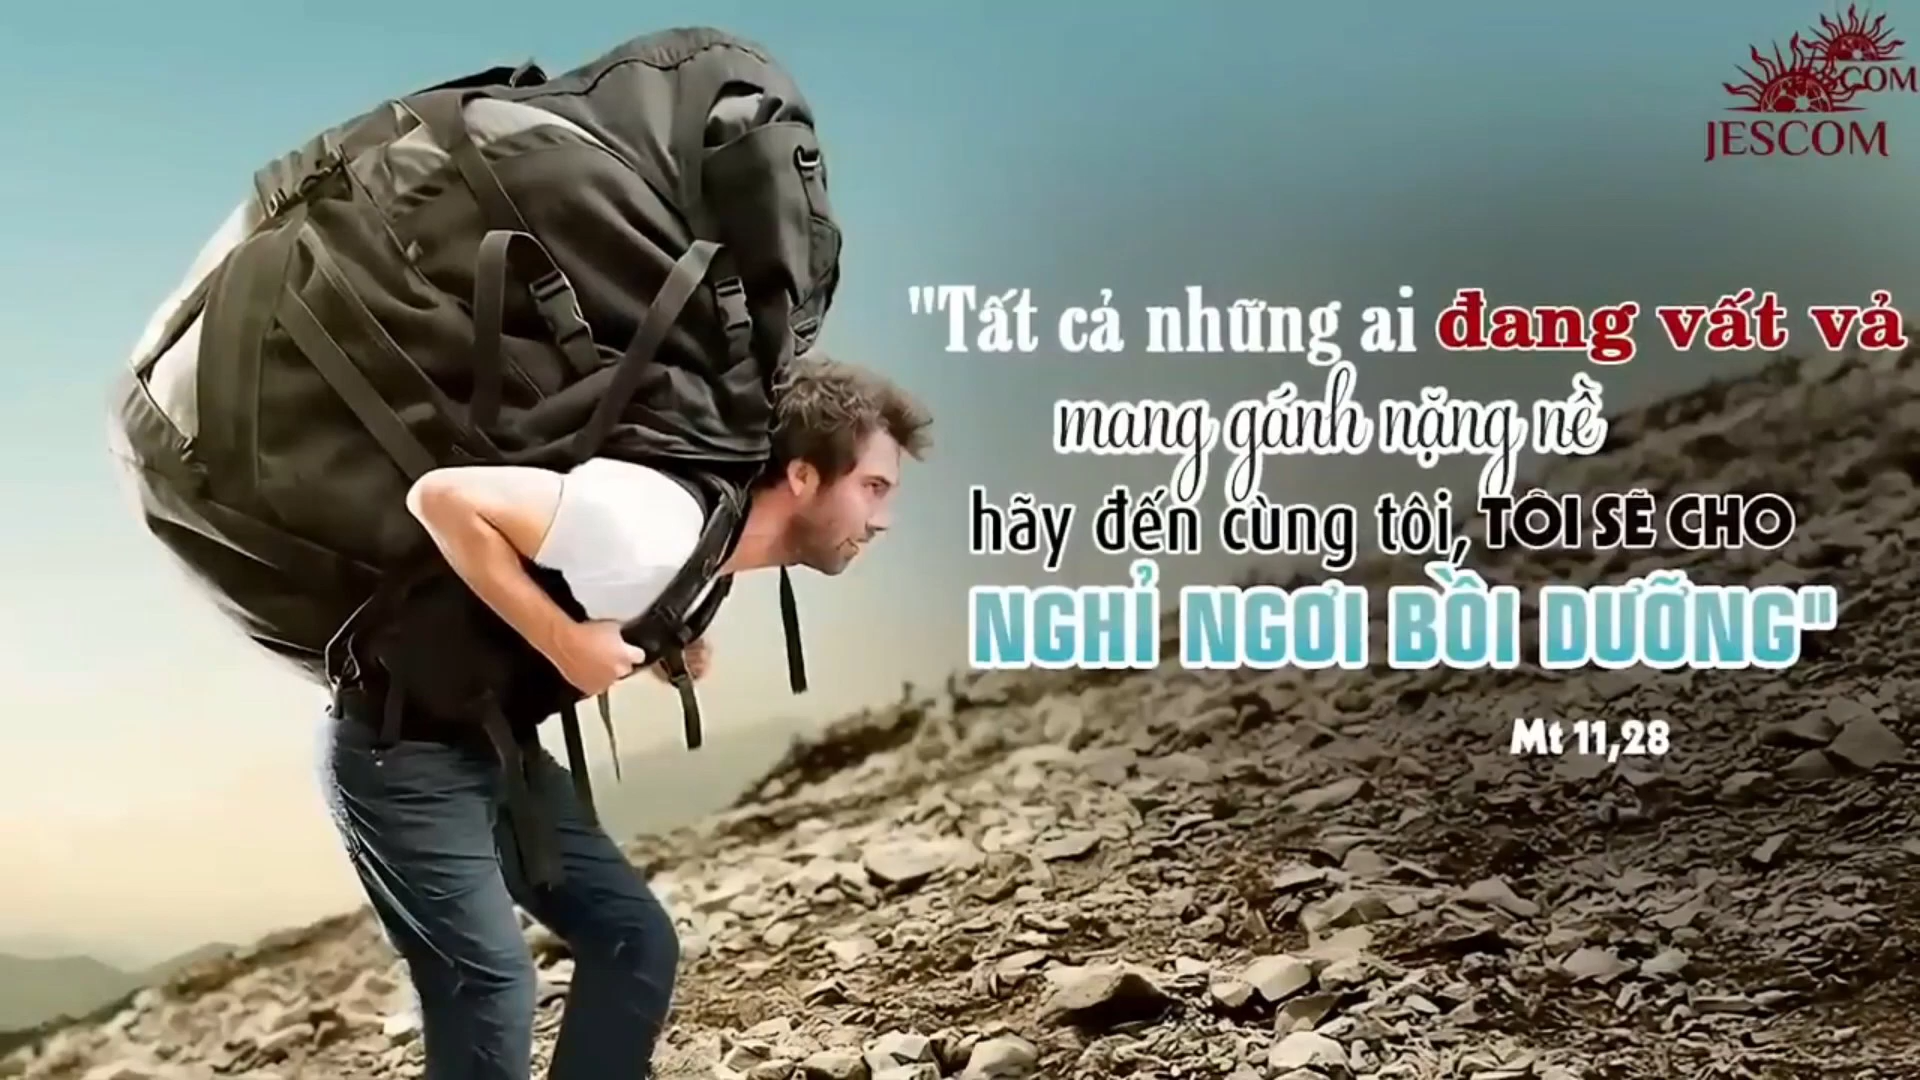 COM
JESCOM
"Tất cả những ai đang vất vả
mang gánh nặng nề
hãy đến cùng tôi, TÔI SẼ CHO
NGHỈ NGƠI BỒI DƯỠNG"
Mt 11,28